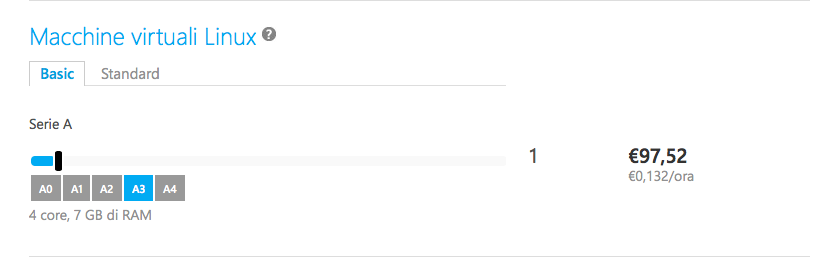 Macchine virtuali Linux ?
Basic Standard
Serie A
1 €97,52
€0,132/ora
A0 A1 A2 A3 A4
4 core, 7 GB di RAM